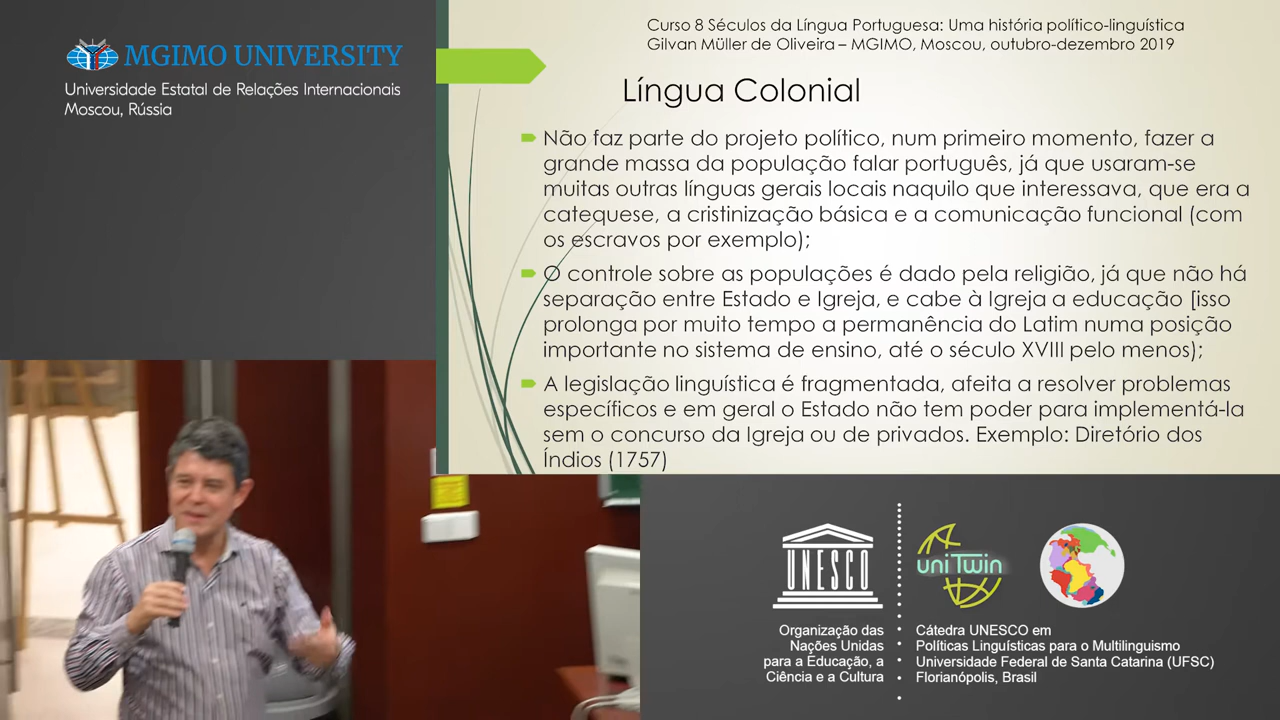 MGIMO UNIVERSITY
Universidade Estatal de Relações Internacionais
Moscou, Rússia
Curso 8 Séculos da Língua Portuguesa: Uma história político-linguística
Gilvan Müller de Oliveira – MGIMO, Moscou, outubro-dezembro 2019
Língua Colonial
Não faz parte do projeto político, num primeiro momento, fazer a
grande massa da população falar português, já que usaram-se
muitas outras línguas gerais locais naquilo que interessava, que era a
catequese, a cristinização básica e a comunicação funcional (com
os escravos por exemplo);
O controle sobre as populações é dado pela religião, já que não há
separação entre Estado e Igreja, e cabe à Igreja a educação [isso
prolonga por muito tempo a permanência do Latim numa posição
importante no sistema de ensino, até o século XVIII pelo menos);
A legislação linguística é fragmentada, afeita a resolver problemas
específicos e em geral o Estado não tem poder para implementá-la
sem o concurso da Igreja ou de privados. Exemplo: Diretório dos
Índios (1757)
UNESCO
Organização das
Nações Unidas
para a Educação, a
Ciência e a Cultura
uniTwin
Cátedra UNESCO em
Políticas Linguísticas para o Multilinguismo
Universidade Federal de Santa Catarina (UFSC)
Florianópolis, Brasil